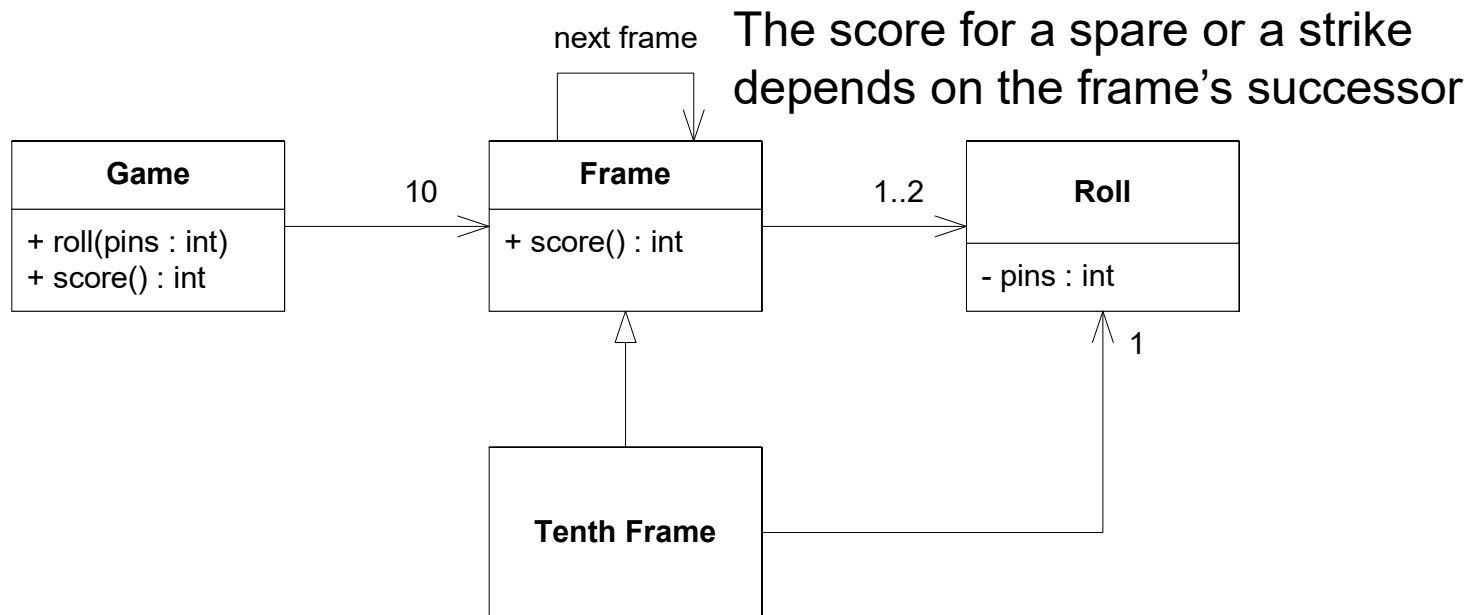 next frame
The score for a spare or a strike
depends on the frame’s successor
Game
+ roll(pins : int)
+ score() : int
10
Frame
+ score() : int
1..2
Roll
- pins : int
1
Tenth Frame